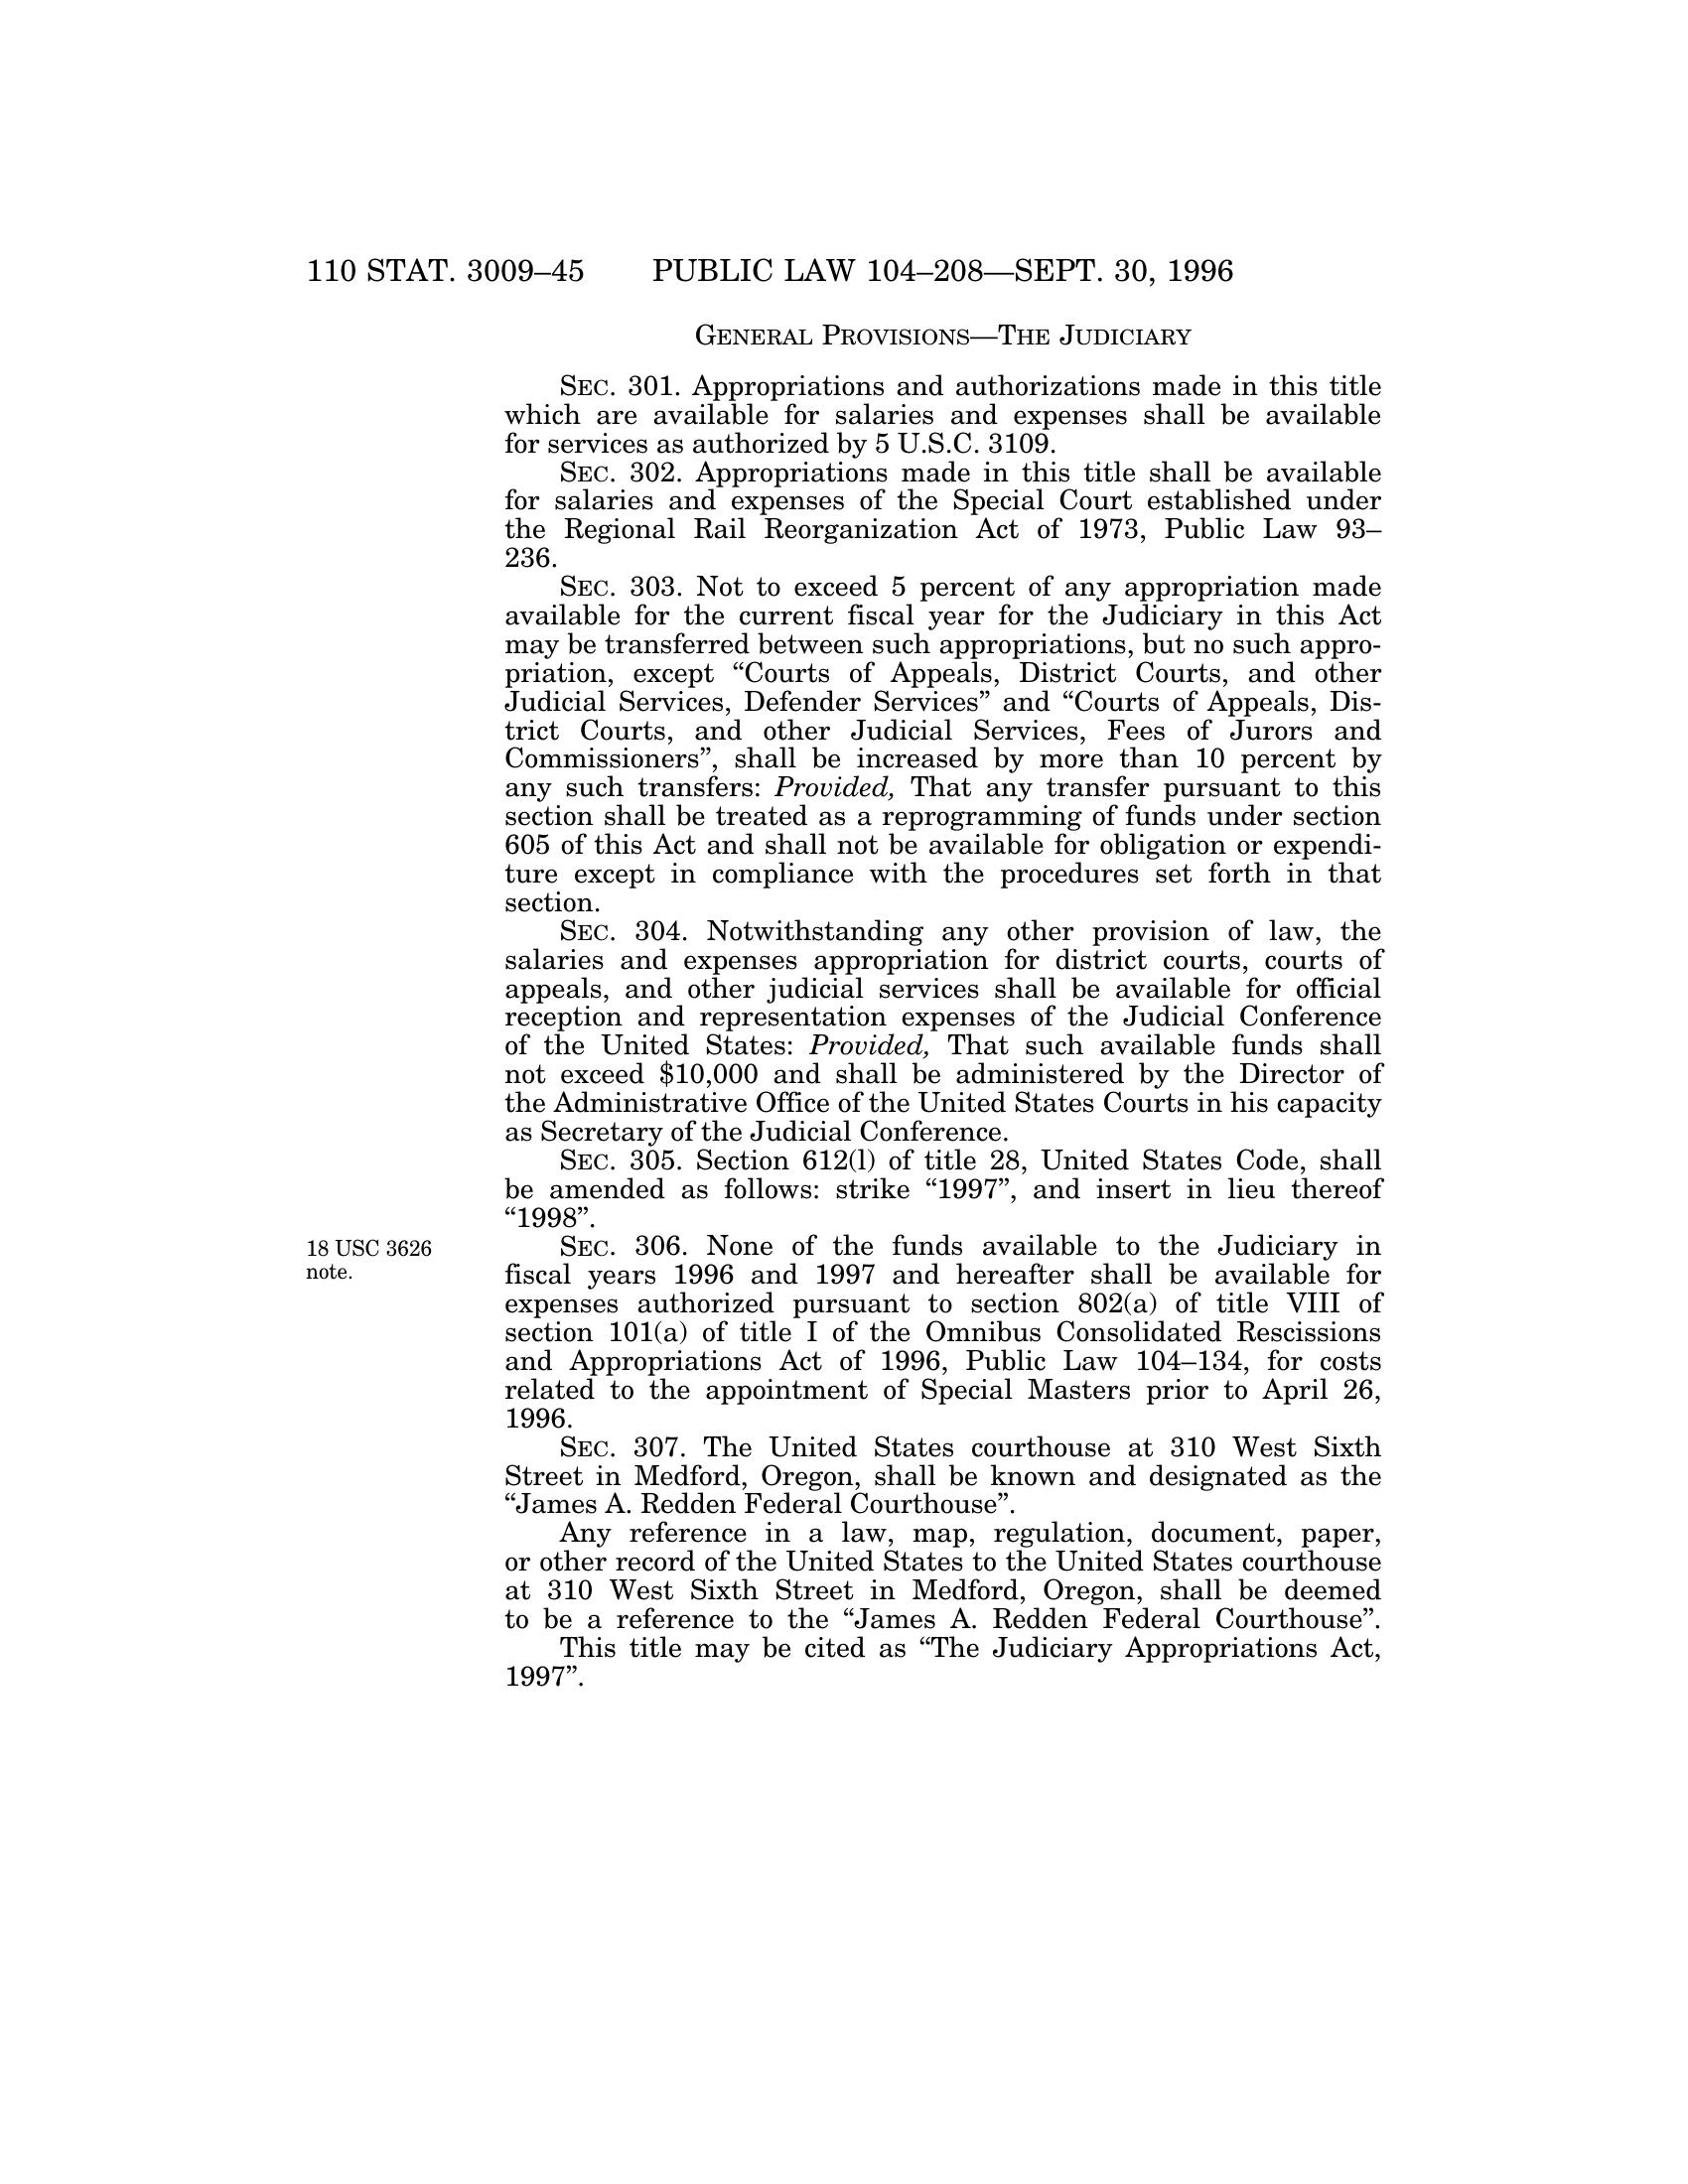 110 STAT. 3009–45 PUBLIC LAW 104–208—SEPT. 30, 1996
GENERAL PROVISIONS—THE JUDICIARY
SEC. 301. Appropriations and authorizations made in this title
which are available for salaries and expenses shall be available
for services as authorized by 5 U.S.C. 3109.
SEC. 302. Appropriations made in this title shall be available
for salaries and expenses of the Special Court established under
the Regional Rail Reorganization Act of 1973, Public Law 93–
236.
SEC. 303. Not to exceed 5 percent of any appropriation made
available for the current fiscal year for the Judiciary in this Act
may be transferred between such appropriations, but no such appro-
priation, except “Courts of Appeals, District Courts, and other
Judicial Services, Defender Services” and “Courts of Appeals, Dis-
trict Courts, and other Judicial Services, Fees of Jurors and
Commissioners”, shall be increased by more than 10 percent by
any such transfers: Provided, That any transfer pursuant to this
section shall be treated as a reprogramming of funds under section
605 of this Act and shall not be available for obligation or expendi-
ture except in compliance with the procedures set forth in that
section.
SEC. 304. Notwithstanding any other provision of law, the
salaries and expenses appropriation for district courts, courts of
appeals, and other judicial services shall be available for official
reception and representation expenses of the Judicial Conference
of the United States: Provided, That such available funds shall
not exceed $10,000 and shall be administered by the Director of
the Administrative Office of the United States Courts in his capacity
as Secretary of the Judicial Conference.
SEC. 305. Section 612(l) of title 28, United States Code, shall
be amended as follows: strike “1997”, and insert in lieu thereof
“1998”.
18 USC 3626
note.
SEC. 306. None of the funds available to the Judiciary in
fiscal years 1996 and 1997 and hereafter shall be available for
expenses authorized pursuant to section 802(a) of title VIII of
section 101(a) of title I of the Omnibus Consolidated Rescissions
and Appropriations Act of 1996, Public Law 104–134, for costs
related to the appointment of Special Masters prior to April 26,
1996.
SEC. 307. The United States courthouse at 310 West Sixth
Street in Medford, Oregon, shall be known and designated as the
“James A. Redden Federal Courthouse”.
Any reference in a law, map, regulation, document, paper,
or other record of the United States to the United States courthouse
at 310 West Sixth Street in Medford, Oregon, shall be deemed
to be a reference to the “James A. Redden Federal Courthouse”.
This title may be cited as “The Judiciary Appropriations Act,
1997”.